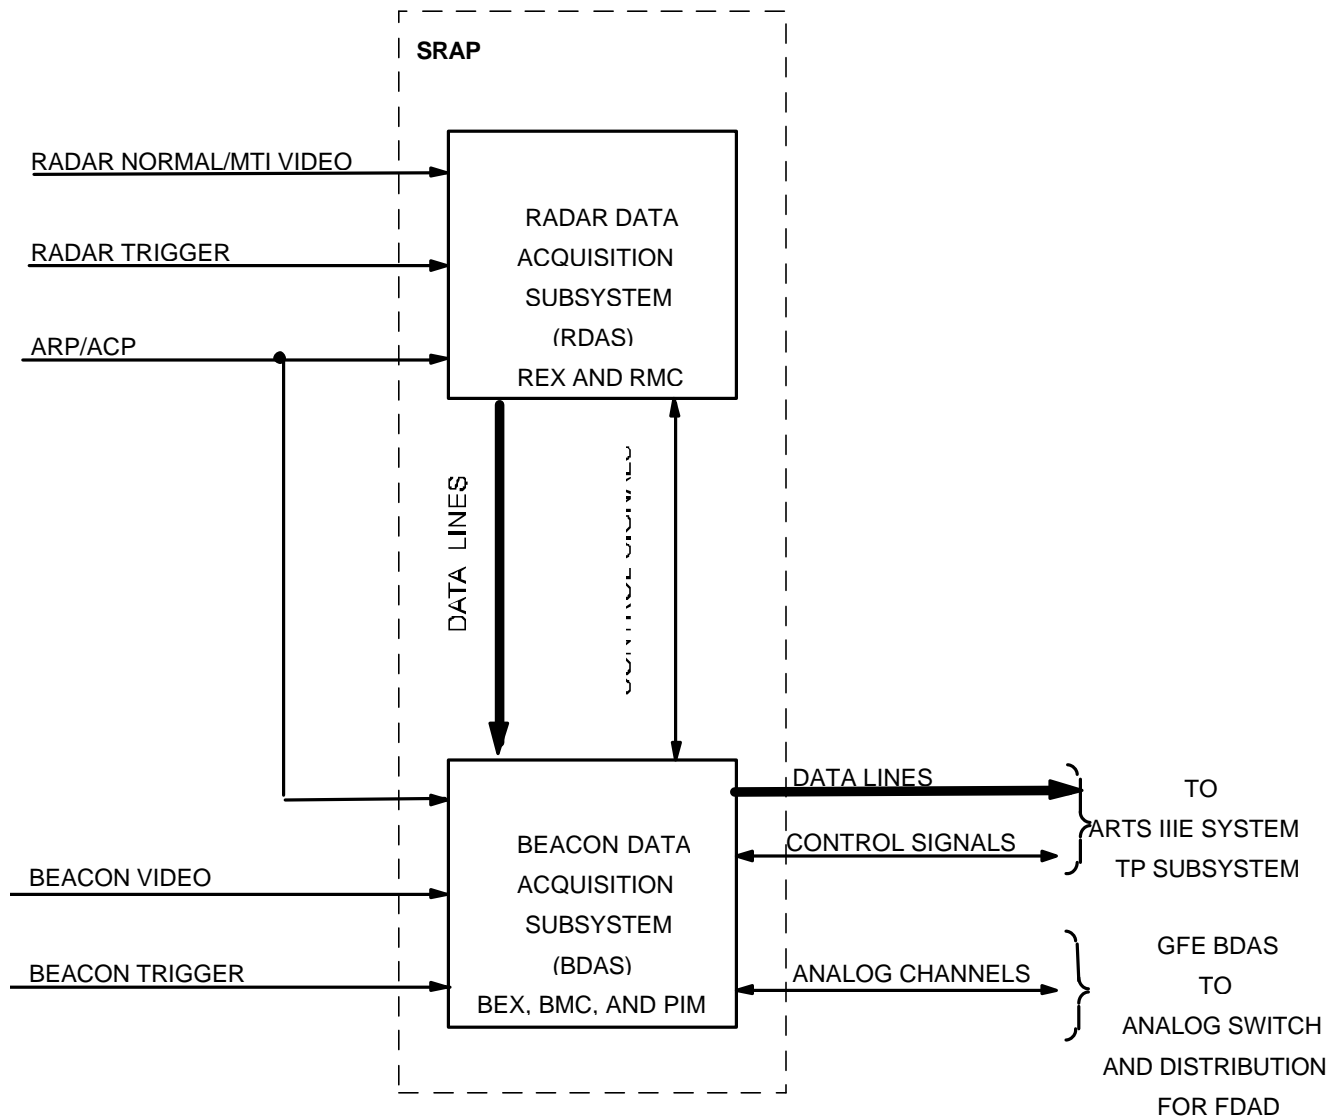 SRAP
RADAR NORMAL/MTI VIDEO
RADAR TRIGGER
ARP/ACP
RADAR DATA
ACQUISITION
SUBSYSTEM
(RDAS)
REX AND RMC
DATA LINES
CONTROL SIGNALS
BEACON VIDEO
BEACON TRIGGER
BEACON DATA
ACQUISITION
SUBSYSTEM
(BDAS)
BEX, BMC, AND PIM
DATA LINES
CONTROL SIGNALS
ANALOG CHANNELS
TO
ARTS IIIE SYSTEM
TP SUBSYSTEM
GFE BDAS
TO
ANALOG SWITCH
AND DISTRIBUTION
FOR FDAD